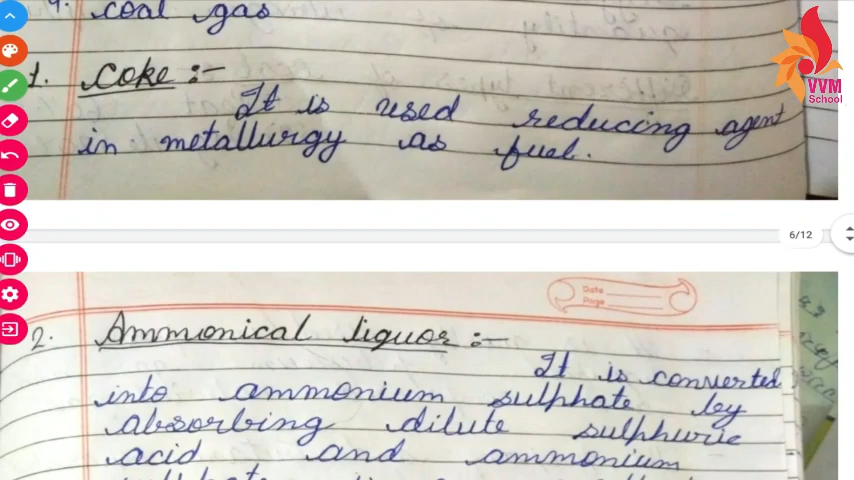 4. coal gas
1. coke :-
It is used reducing agent
in metallurgy as fuel.
VVM
School
6/12
Date
Page
2. Ammonical liquor :-
It is converted
into ammonium sulphate by
absorbing dilute sulphuric
acid and ammonium